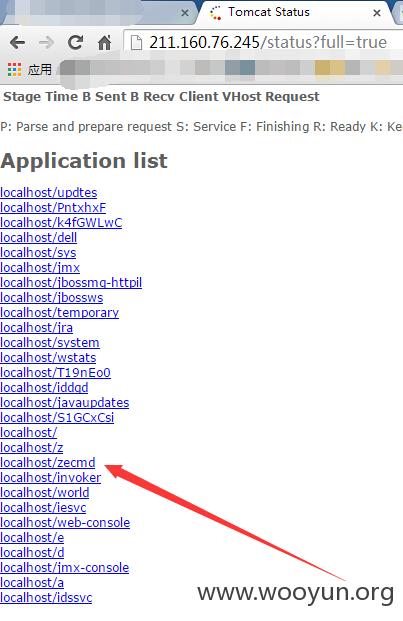 Tomcat Status
211.160.76.245/status?full=true
应用
Stage Time B Sent B Recv Client VHost Request
P: Parse and prepare request S: Service F: Finishing R: Ready K: Ke
Application list
localhost/updtes
localhost/PntxhxF
localhost/k4fGWLwC
localhost/dell
localhost/sys
localhost/jmx
localhost/jbossmq-httpil
localhost/jbossws
localhost/temporary
localhost/jra
localhost/system
localhost/wstats
localhost/T19nEo0
localhost/iddqd
localhost/javaupdates
localhost/S1GCxCsi
localhost/
localhost/z
localhost/zecmd
localhost/invoker
localhost/world
localhost/iesvc
localhost/web-console
localhost/e
localhost/d
localhost/jmx-console
localhost/a
localhost/idssvc
www.wooyun.org